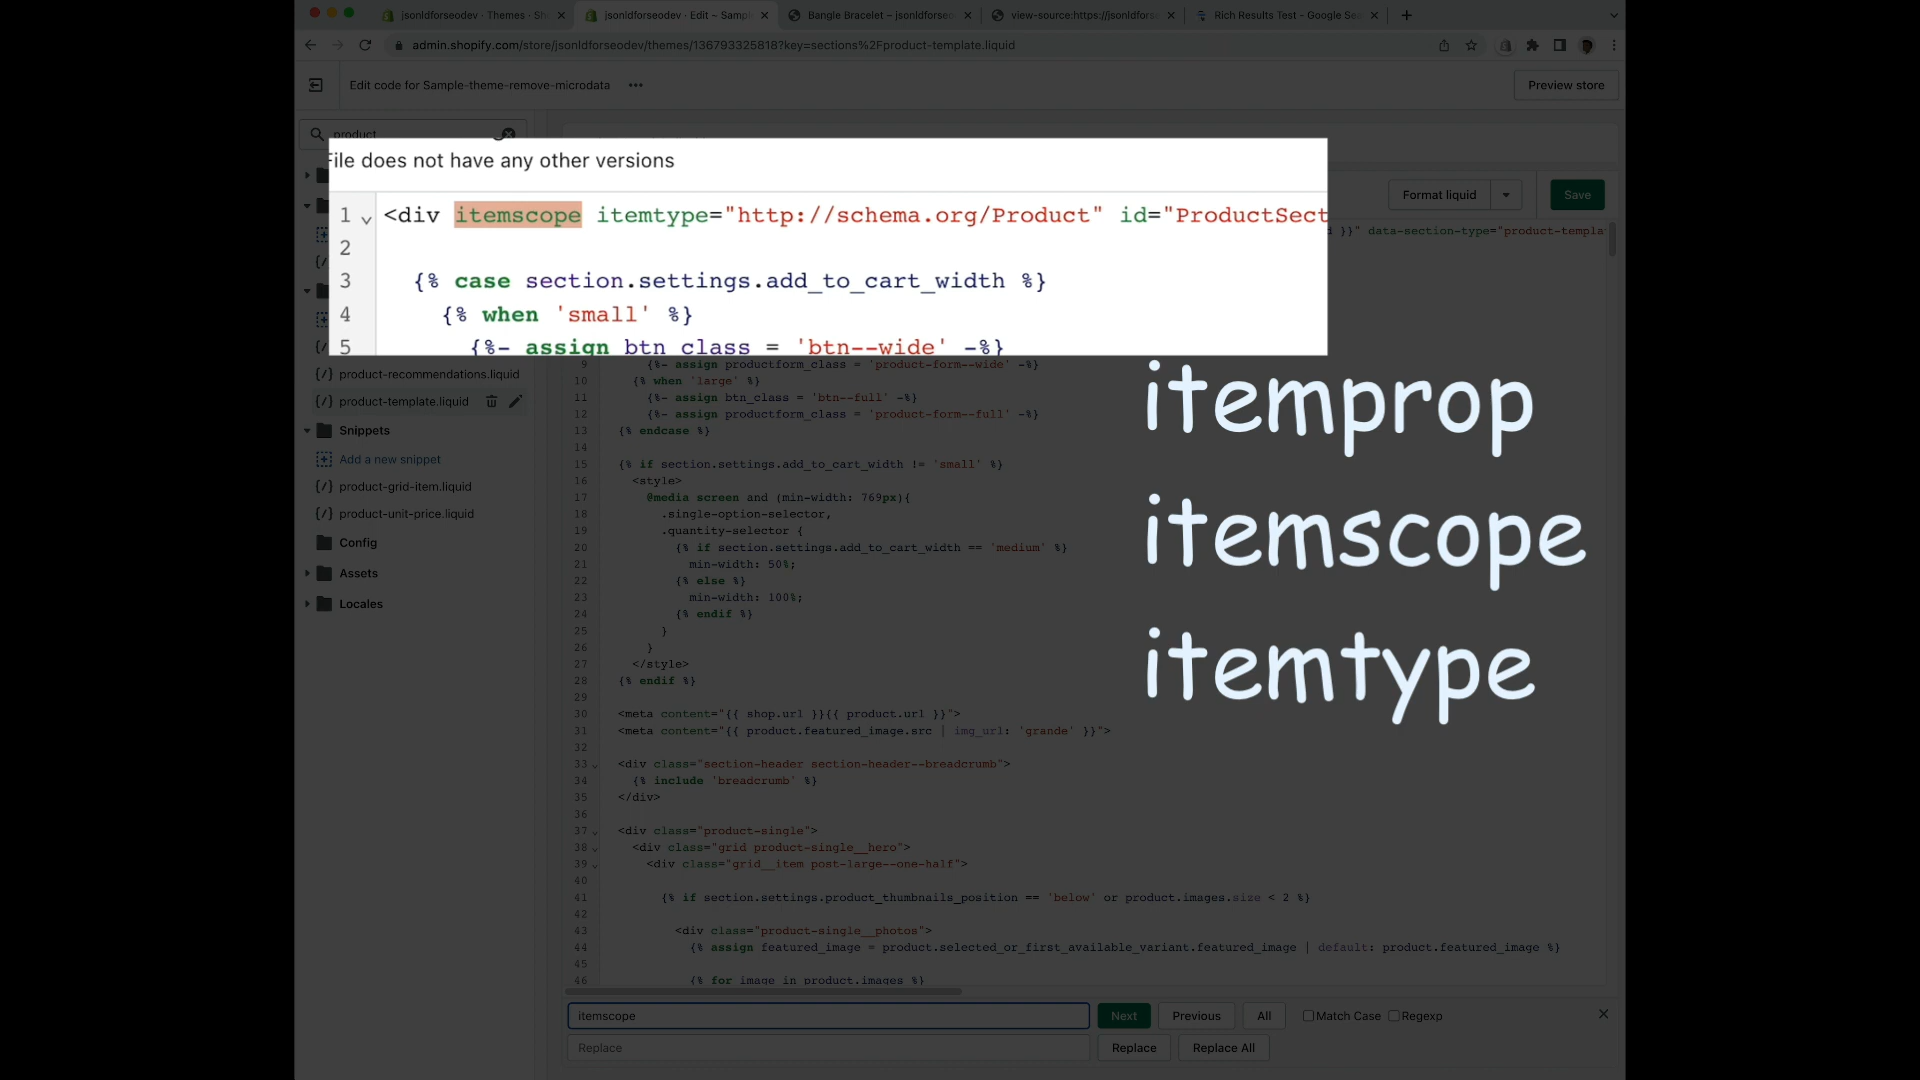 jsonldforseodev · Themes · Sh
jsonldforseodev · Edit ~ Sampl
Bangle Bracelet – jsonldforseo
view-source:https://jsonldforse
Rich Results Test - Google Sea
admin.shopify.com/store/jsonldforseodev/themes/136793325818?key=sections%2Fproduct-template.liquid
Edit code for Sample-theme-remove-microdata
Preview store
product
File does not have any other versions
Format liquid
Save
1 <div itemscope itemtype="http://schema.org/Product" id="ProductSect
}}" data-section-type="product-templa
2
3 {% case section.settings.add_to_cart_width %}
4 {% when 'small' %}
5 {%- assign btn_class = 'btn--wide' -%}
itemprop
itemscope
itemtype
product-recommendations.liquid
product-template.liquid
Snippets
Add a new snippet
product-grid-item.liquid
product-unit-price.liquid
Config
Assets
Locales
9 {%- assign productform_class = 'product-form--wide' -%}
10 {% when 'large' %}
11 {%- assign btn_class = 'btn--full' -%}
12 {%- assign productform_class = 'product-form--full' -%}
13 {% endcase %}
14
15 {% if section.settings.add_to_cart_width != 'small' %}
16 <style>
17 @media screen and (min-width: 769px){
18 .single-option-selector,
19 .quantity-selector {
20 {% if section.settings.add_to_cart_width == 'medium' %}
21 min-width: 50%;
22 {% else %}
23 min-width: 100%;
24 {% endif %}
25 }
26 }
27 </style>
28 {% endif %}
29
30 <meta content="{{ shop.url }}{{ product.url }}">
31 <meta content="{{ product.featured_image.src | img_url: 'grande' }}">
32
33 <div class="section-header section-header--breadcrumb">
34 {% include 'breadcrumb' %}
35 </div>
36
37 <div class="product-single">
38 <div class="grid product-single__hero">
39 <div class="grid__item post-large--one-half">
40
41 {% if section.settings.product_thumbnails_position == 'below' or product.images.size < 2 %}
42
43 <div class="product-single__photos">
44 {% assign featured_image = product.selected_or_first_available_variant.featured_image | default: product.featured_image %}
45
46 {% for image in product.images %}
itemscope
Next
Previous
All
Match Case
Regexp
Replace
Replace
Replace All